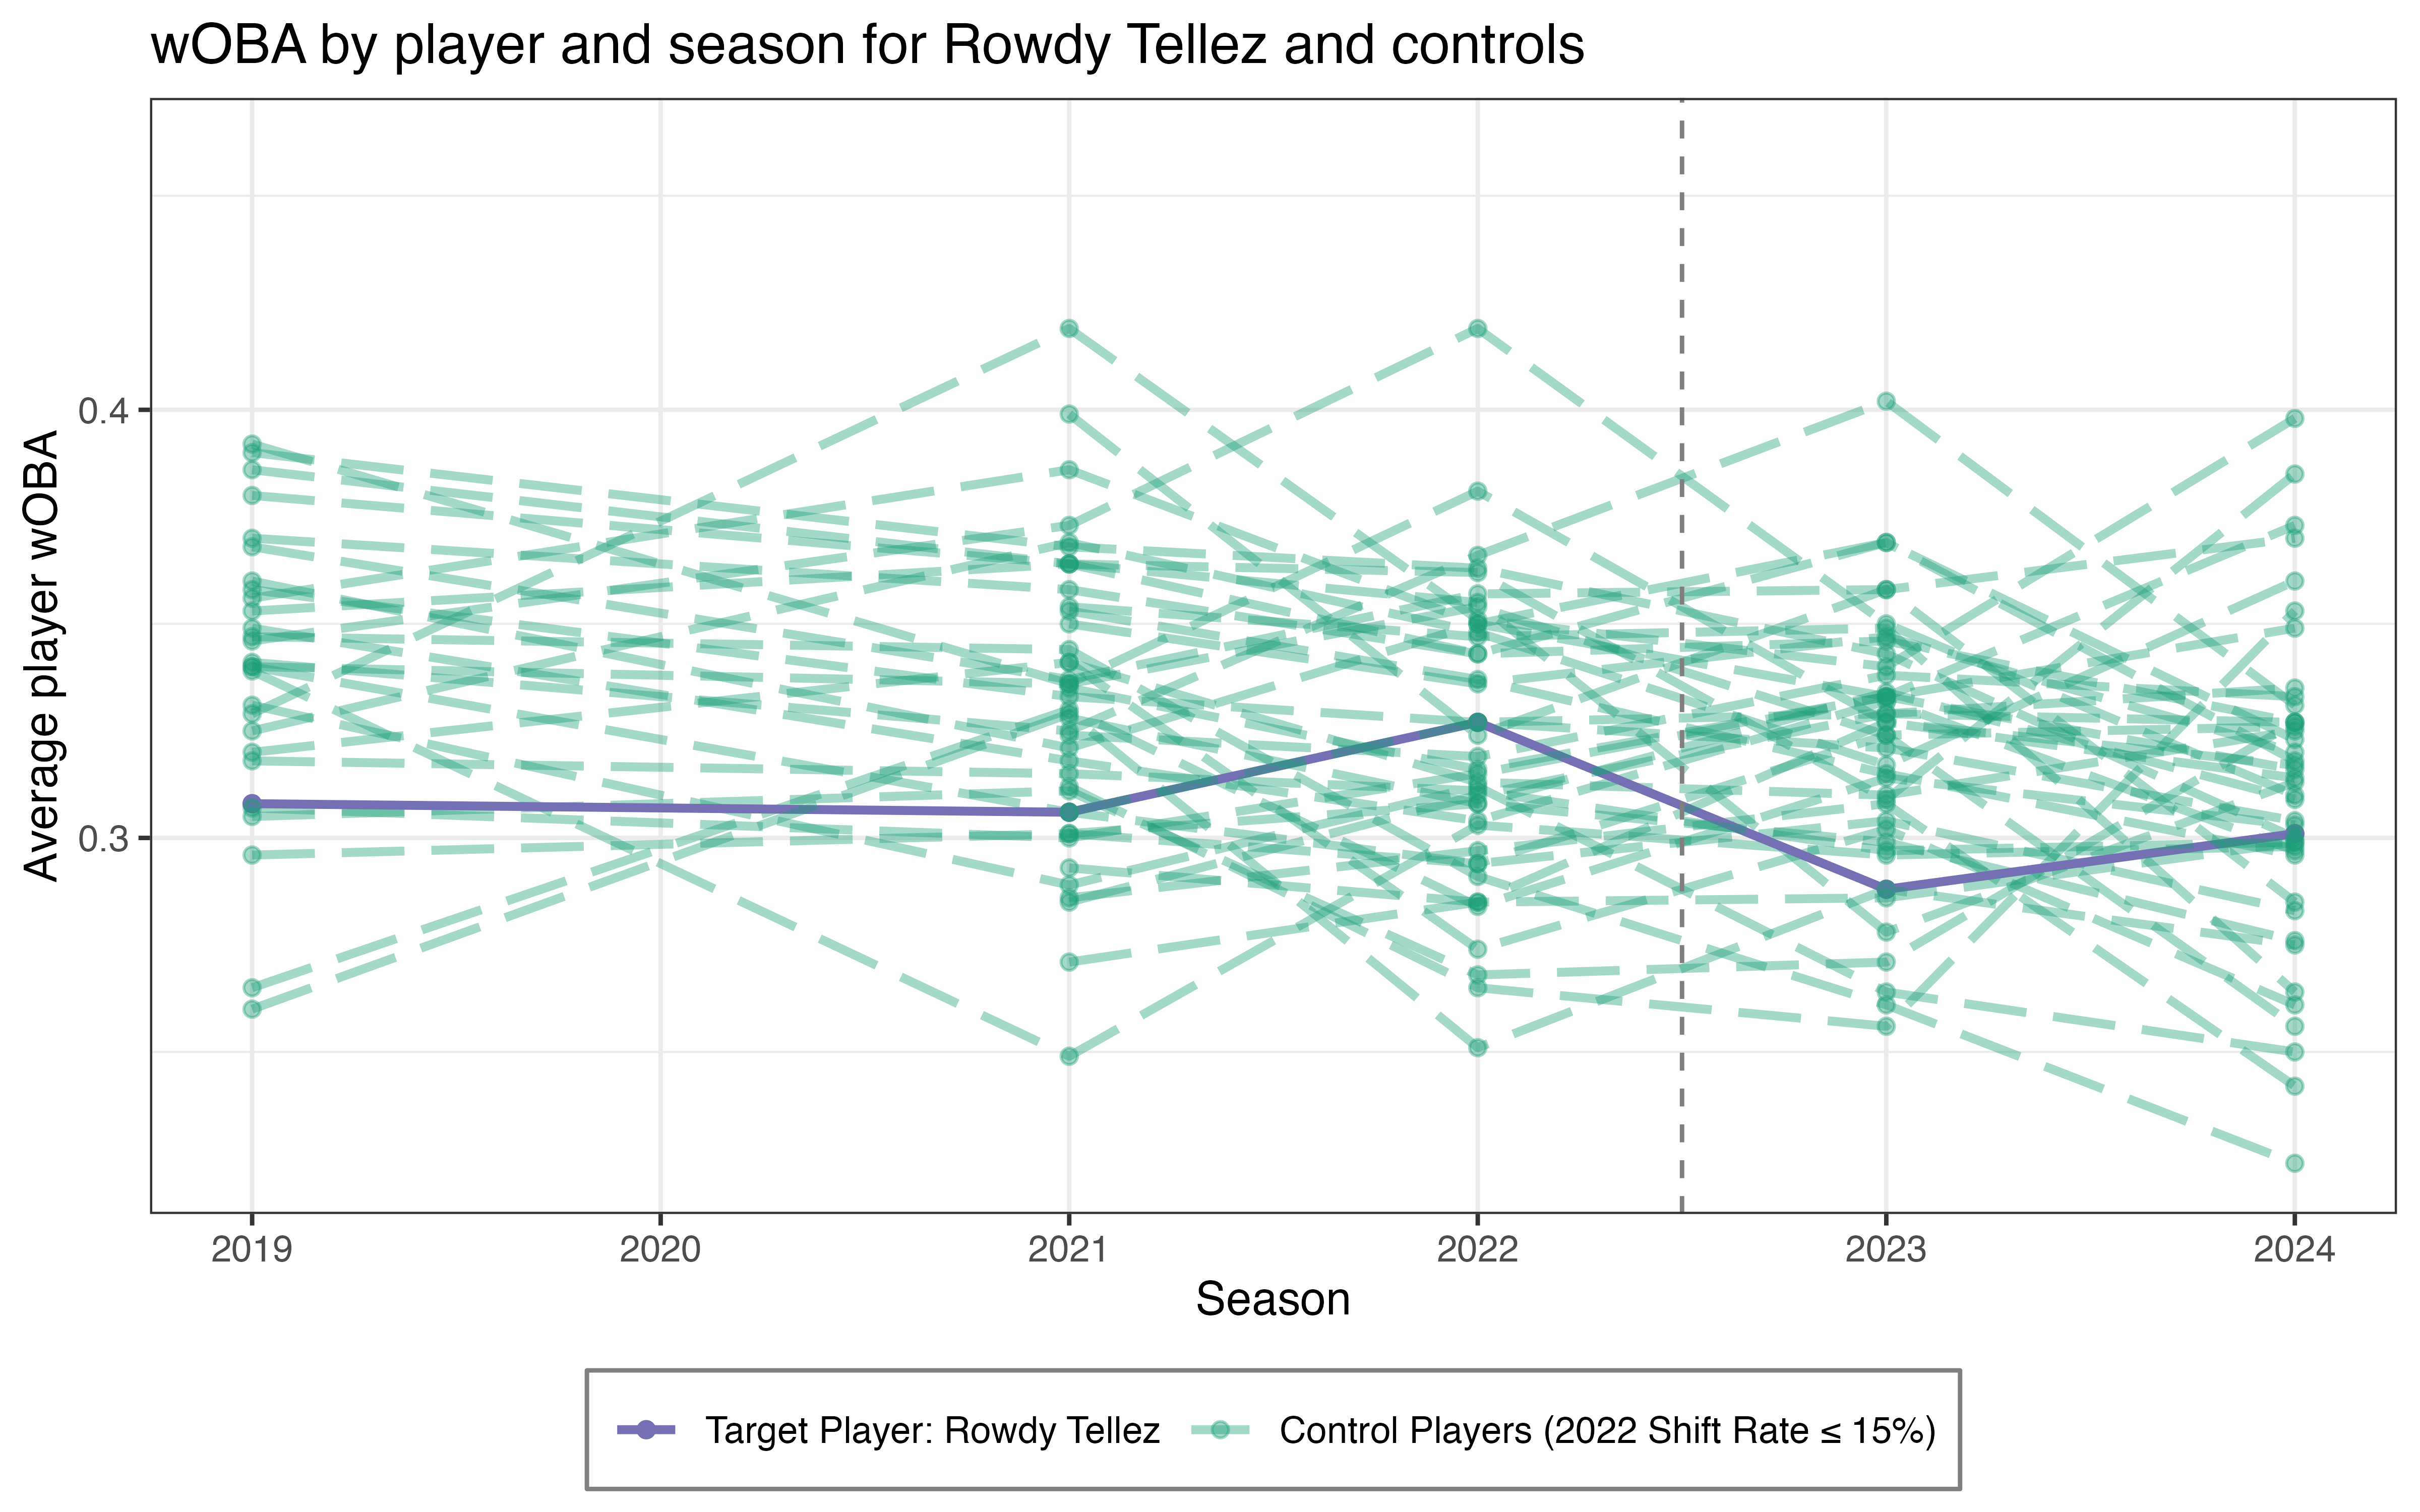 wOBA by player and season for Rowdy Tellez and controls
Average player wOBA
0.4
0.3
2019 2020 2021 2022 2023 2024
Season
Target Player: Rowdy Tellez Control Players (2022 Shift Rate ≤ 15%)